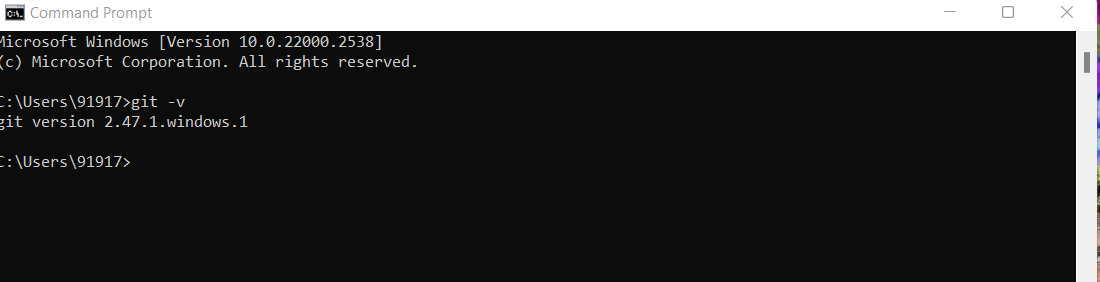 Command Prompt
Microsoft Windows [Version 10.0.22000.2538]
(c) Microsoft Corporation. All rights reserved.
C:\Users\91917>git -v
git version 2.47.1.windows.1
C:\Users\91917>